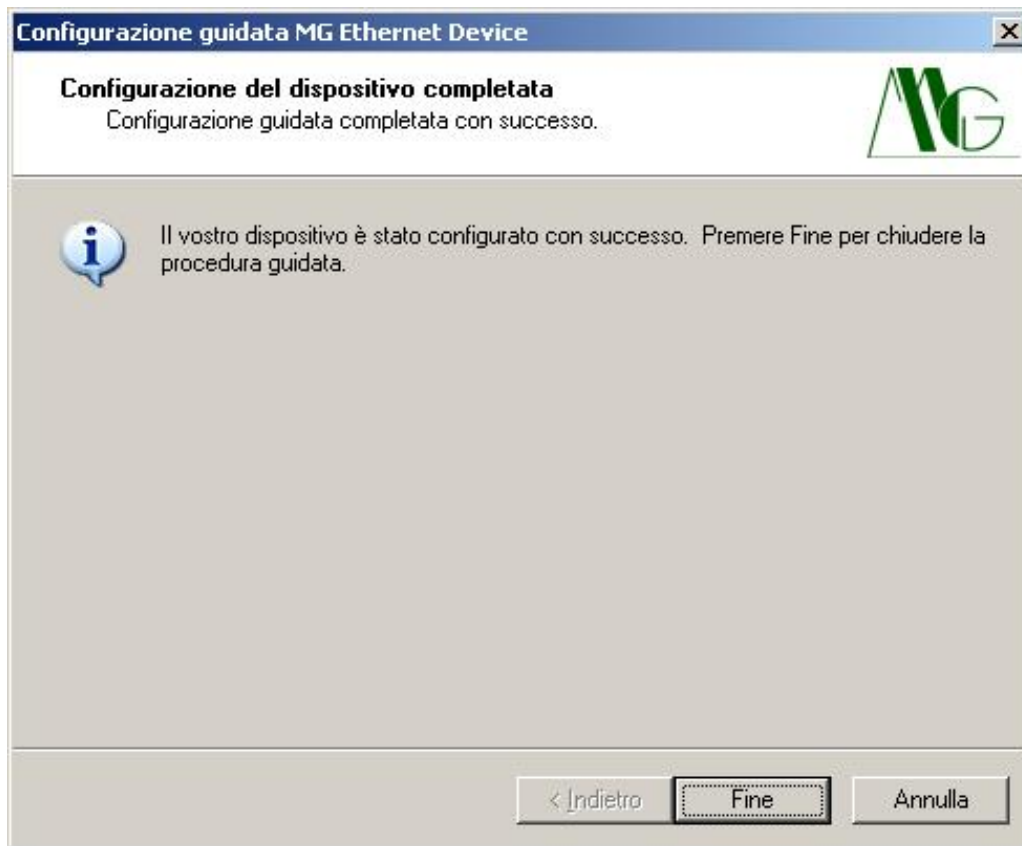 Configurazione guidata MG Ethernet Device
Configurazione del dispositivo completata
Configurazione guidata completata con successo.
MG
Il vostro dispositivo è stato configurato con successo.  Premere Fine per chiudere la
procedura guidata.
< Indietro
Fine
Annulla